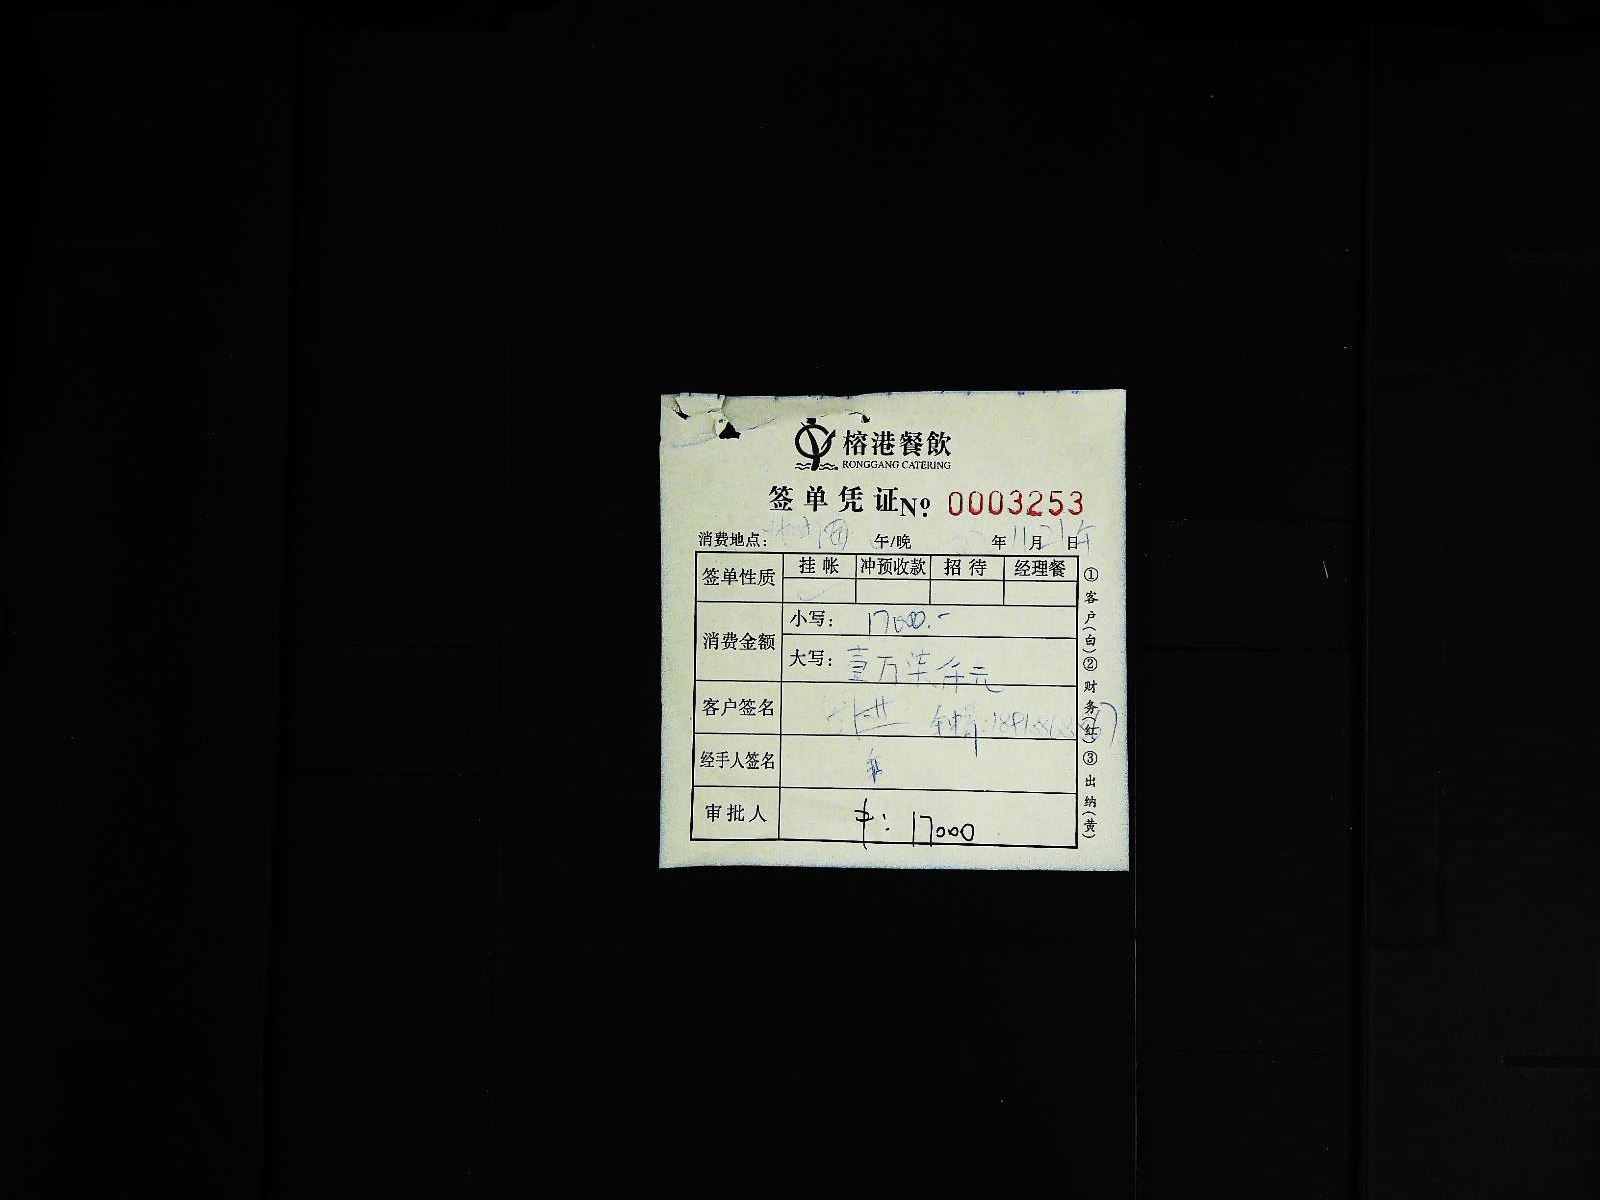 榕港餐飲
RONGGANG CATERING
签单凭证№ 0003253
消费地点: 午/晚 年 11 月 21 日
签单性质 挂帐 冲预收款 招待 经理餐
消费金额 小写: 17000.-
大写: 壹万柒仟元
客户签名
经手人签名
审批人 17000
①客户(白)②财务(红)③出纳(黄)